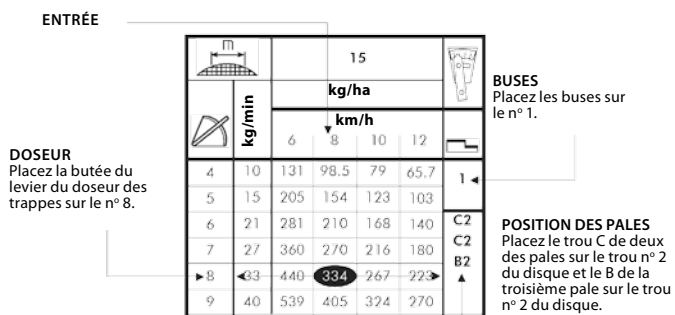 ENTRÉE
m
15
kg/ha
kg/min
km/h
6 8 10 12
4 10 131 98.5 79 65.7 1
5 15 205 154 123 103
6 21 281 210 168 140 C2
7 27 360 270 216 180 C2
B2
8 33 440 334 267 223
9 40 539 405 324 270
DOSEUR
Placez la butée du
levier du doseur des
trappes sur le nº 8.
BUSES
Placez les buses sur
le nº 1.
POSITION DES PALES
Placez le trou C de deux
des pales sur le trou nº 2
du disque et le B de la
troisième pale sur le trou
nº 2 du disque.